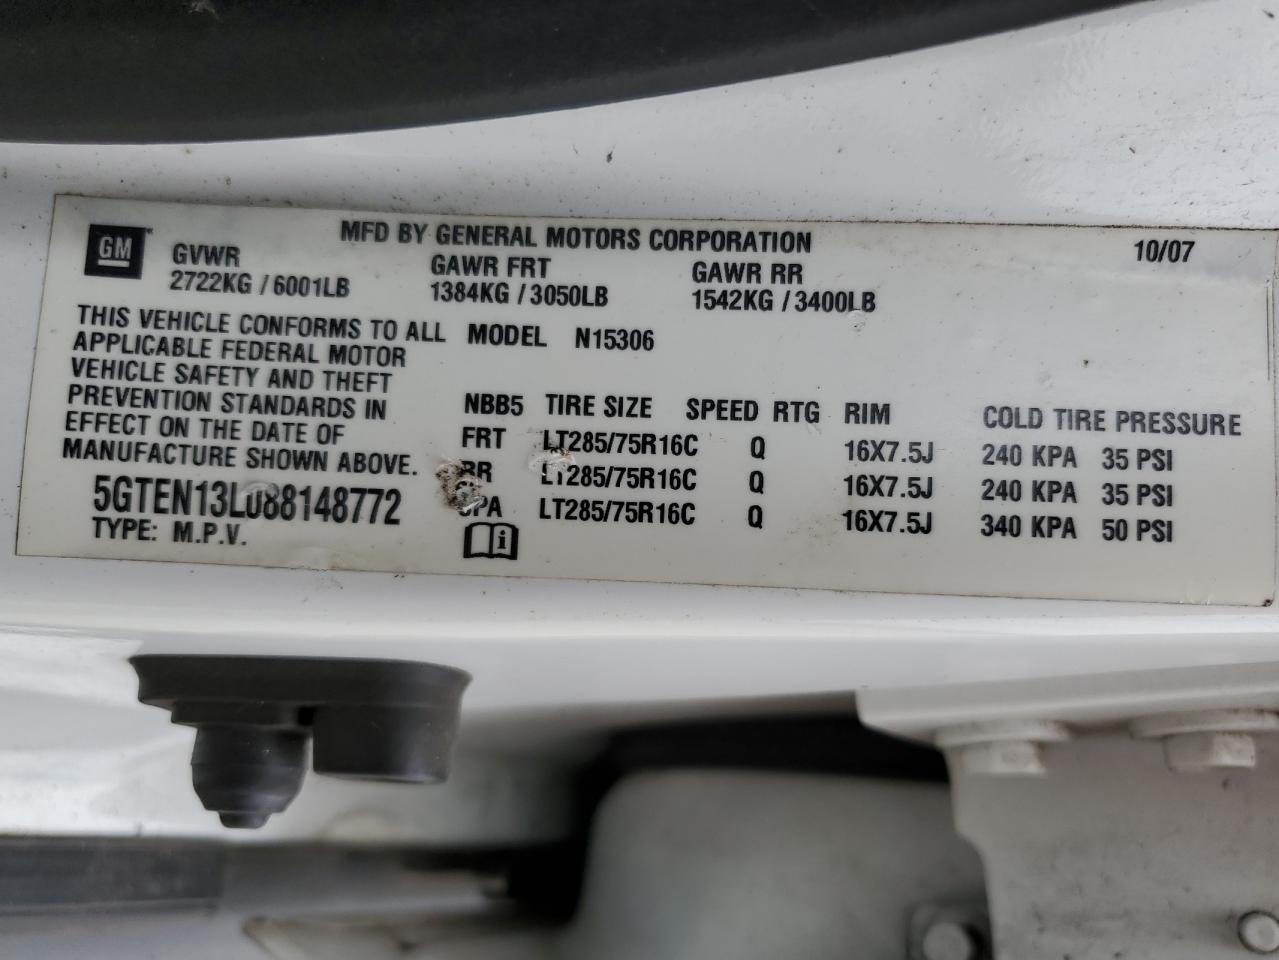 MFD BY GENERAL MOTORS CORPORATION 10/07
GM
GVWR GAWR FRT GAWR RR
2722KG / 6001LB 1384KG / 3050LB 1542KG / 3400LB
THIS VEHICLE CONFORMS TO ALL
APPLICABLE FEDERAL MOTOR
VEHICLE SAFETY AND THEFT
PREVENTION STANDARDS IN
EFFECT ON THE DATE OF
MANUFACTURE SHOWN ABOVE.
5GTEN13L088148772
TYPE: M.P.V.
MODEL N15306
NBB5 TIRE SIZE SPEED RTG RIM COLD TIRE PRESSURE
FRT LT285/75R16C Q 16X7.5J 240 KPA 35 PSI
RR LT285/75R16C Q 16X7.5J 240 KPA 35 PSI
SPA LT285/75R16C Q 16X7.5J 340 KPA 50 PSI
i